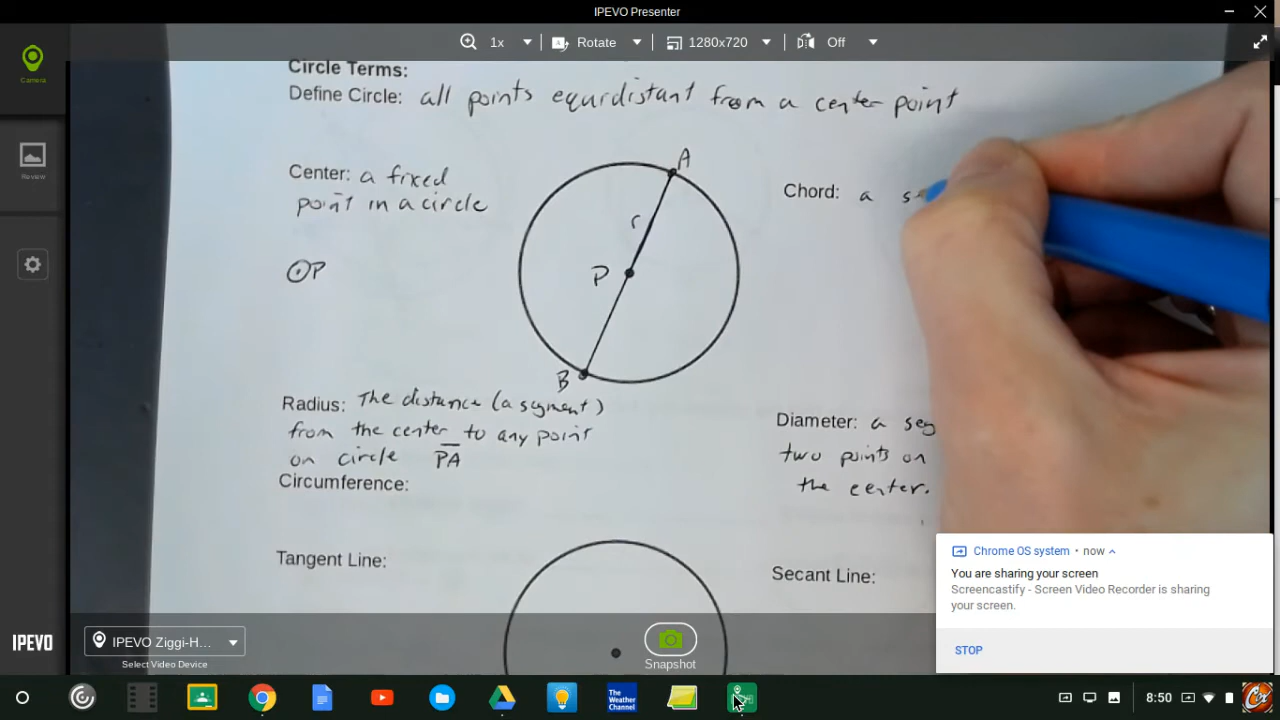 IPEVO Presenter
1x Rotate 1280x720 Off
Camera
Review
Circle Terms:
Define Circle: all points equidistant from a center point
Center: a fixed
point in a circle
A
Chord: a
r
P
⊙P
B
Radius: The distance (a segment)
from the center to any point
on circle PA
Circumference:
Diameter: a seg
two points on
the center.
Tangent Line:
Secant Line:
Chrome OS system • now
You are sharing your screen
Screencastify - Screen Video Recorder is sharing
your screen.
STOP
IPEVO
IPEVO Ziggi-H...
Select Video Device
Snapshot
The
Weather
Channel
8:50